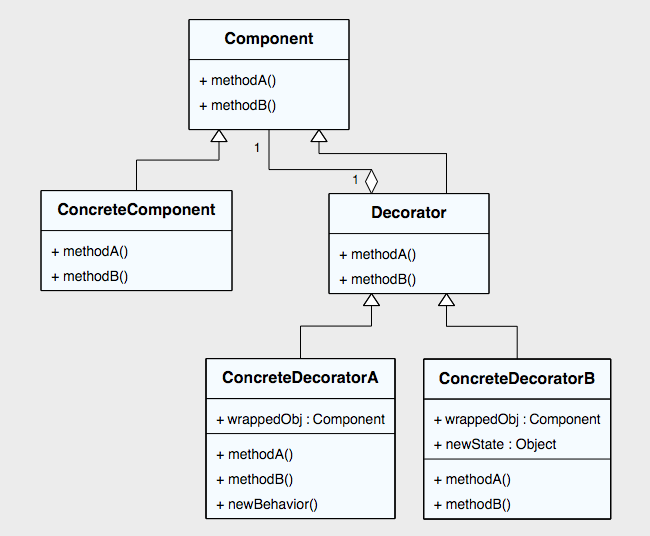 Component
+ methodA()
+ methodB()
1
1
ConcreteComponent
+ methodA()
+ methodB()
Decorator
+ methodA()
+ methodB()
ConcreteDecoratorA
+ wrappedObj : Component
+ methodA()
+ methodB()
+ newBehavior()
ConcreteDecoratorB
+ wrappedObj : Component
+ newState : Object
+ methodA()
+ methodB()